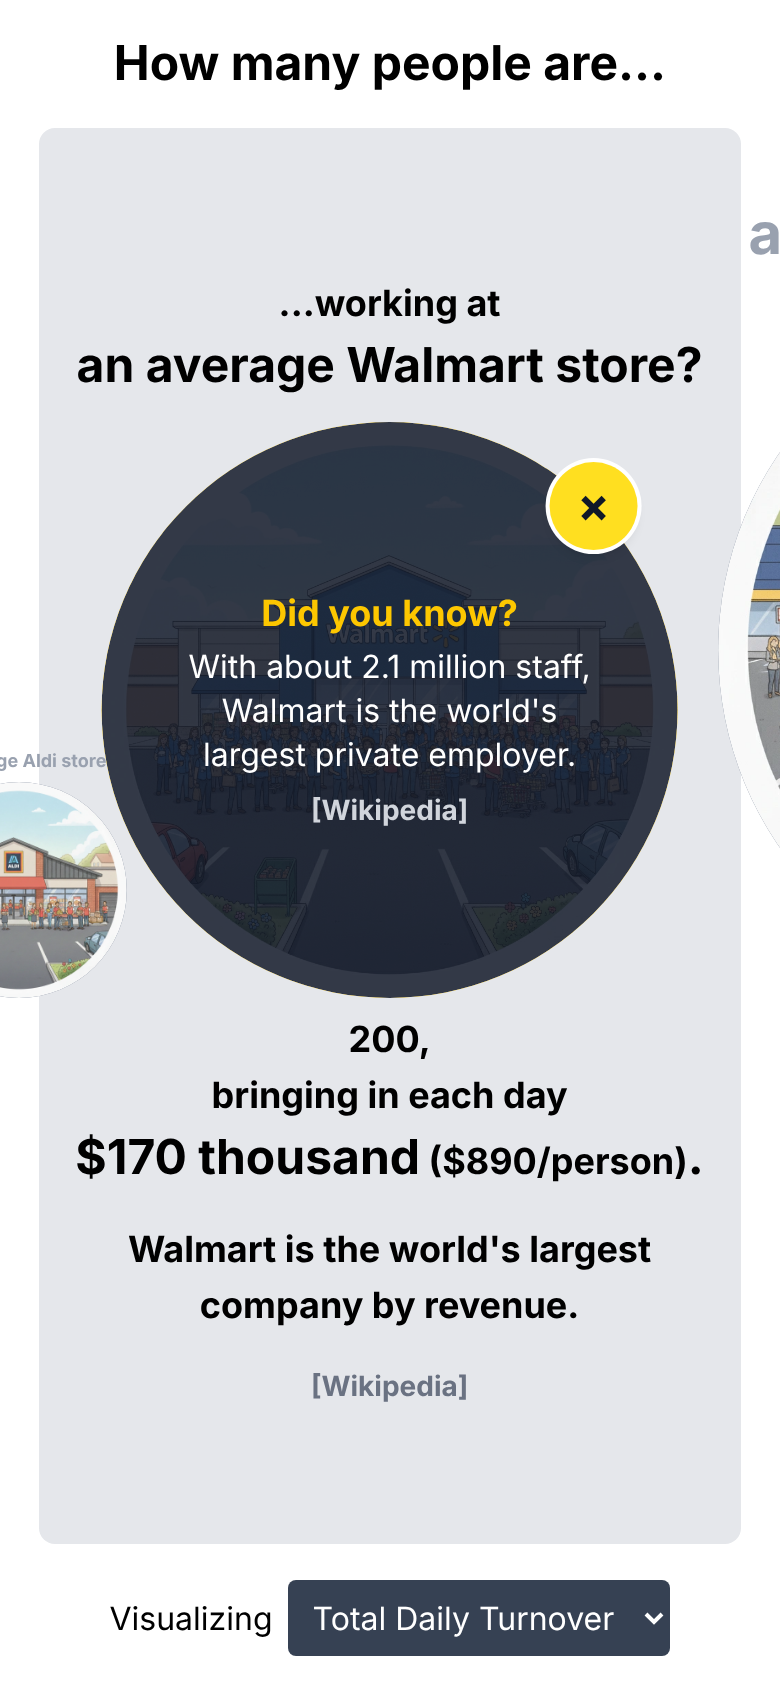 How many people are...
a
...working at
an average Walmart store?
Did you know?
Walmart
With about 2.1 million staff,
Walmart is the world's
largest private employer.
[Wikipedia]
ge Aldi store
ALDI
200,
bringing in each day
$170 thousand ($890/person).
Walmart is the world's largest
company by revenue.
[Wikipedia]
Visualizing Total Daily Turnover